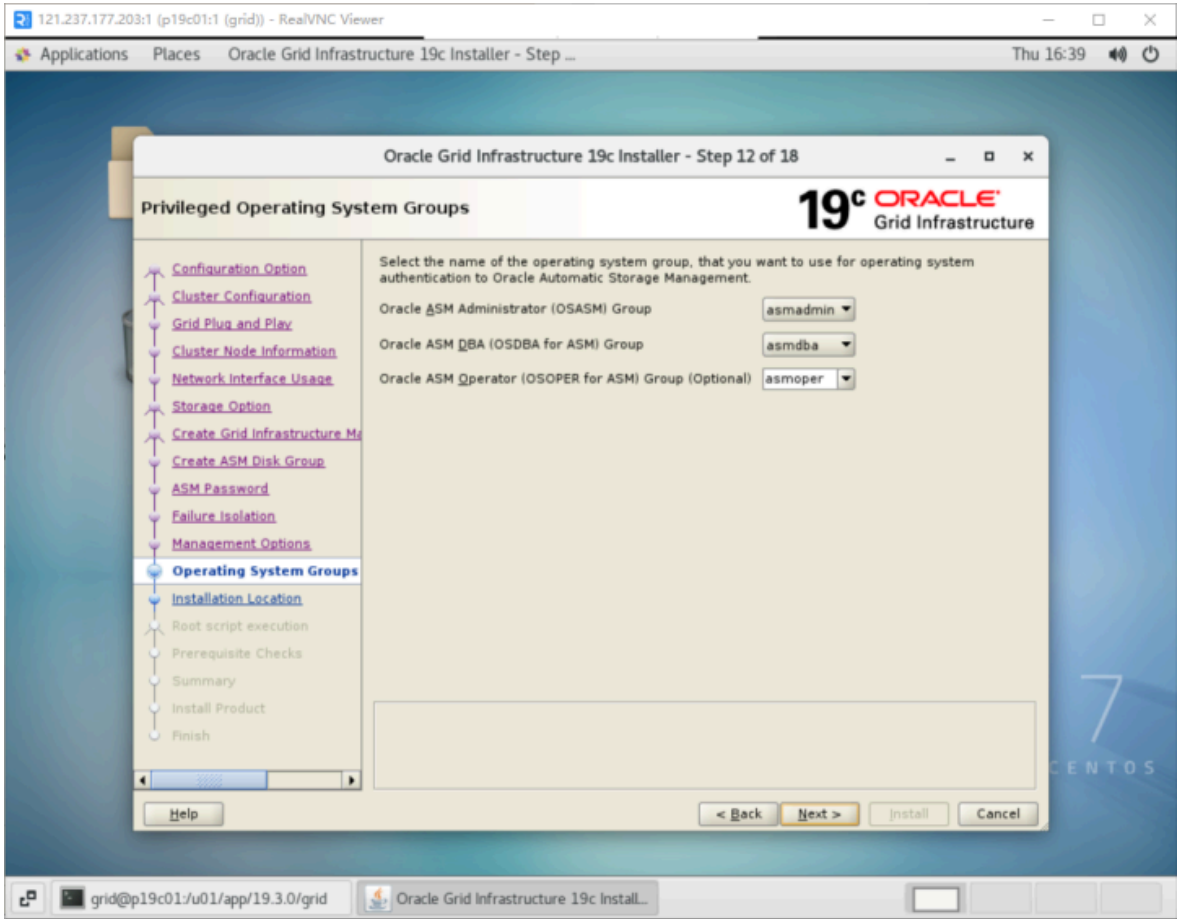 121.237.177.203:1 (p19c01:1 (grid)) - RealVNC Viewer
Applications Places Oracle Grid Infrastructure 19c Installer - Step ... Thu 16:39
Oracle Grid Infrastructure 19c Installer - Step 12 of 18
Privileged Operating System Groups
19c ORACLE
Grid Infrastructure
Configuration Option
Cluster Configuration
Grid Plug and Play
Cluster Node Information
Network Interface Usage
Storage Option
Create Grid Infrastructure Ma
Create ASM Disk Group
ASM Password
Failure Isolation
Management Options
Operating System Groups
Installation Location
Root script execution
Prerequisite Checks
Summary
Install Product
Finish
Select the name of the operating system group, that you want to use for operating system
authentication to Oracle Automatic Storage Management.
Oracle ASM Administrator (OSASM) Group asmadmin
Oracle ASM DBA (OSDBA for ASM) Group asmdba
Oracle ASM Operator (OSOPER for ASM) Group (Optional) asmoper
Help < Back Next > Install Cancel
7
CENTOS
grid@p19c01:/u01/app/19.3.0/grid Oracle Grid Infrastructure 19c Install...